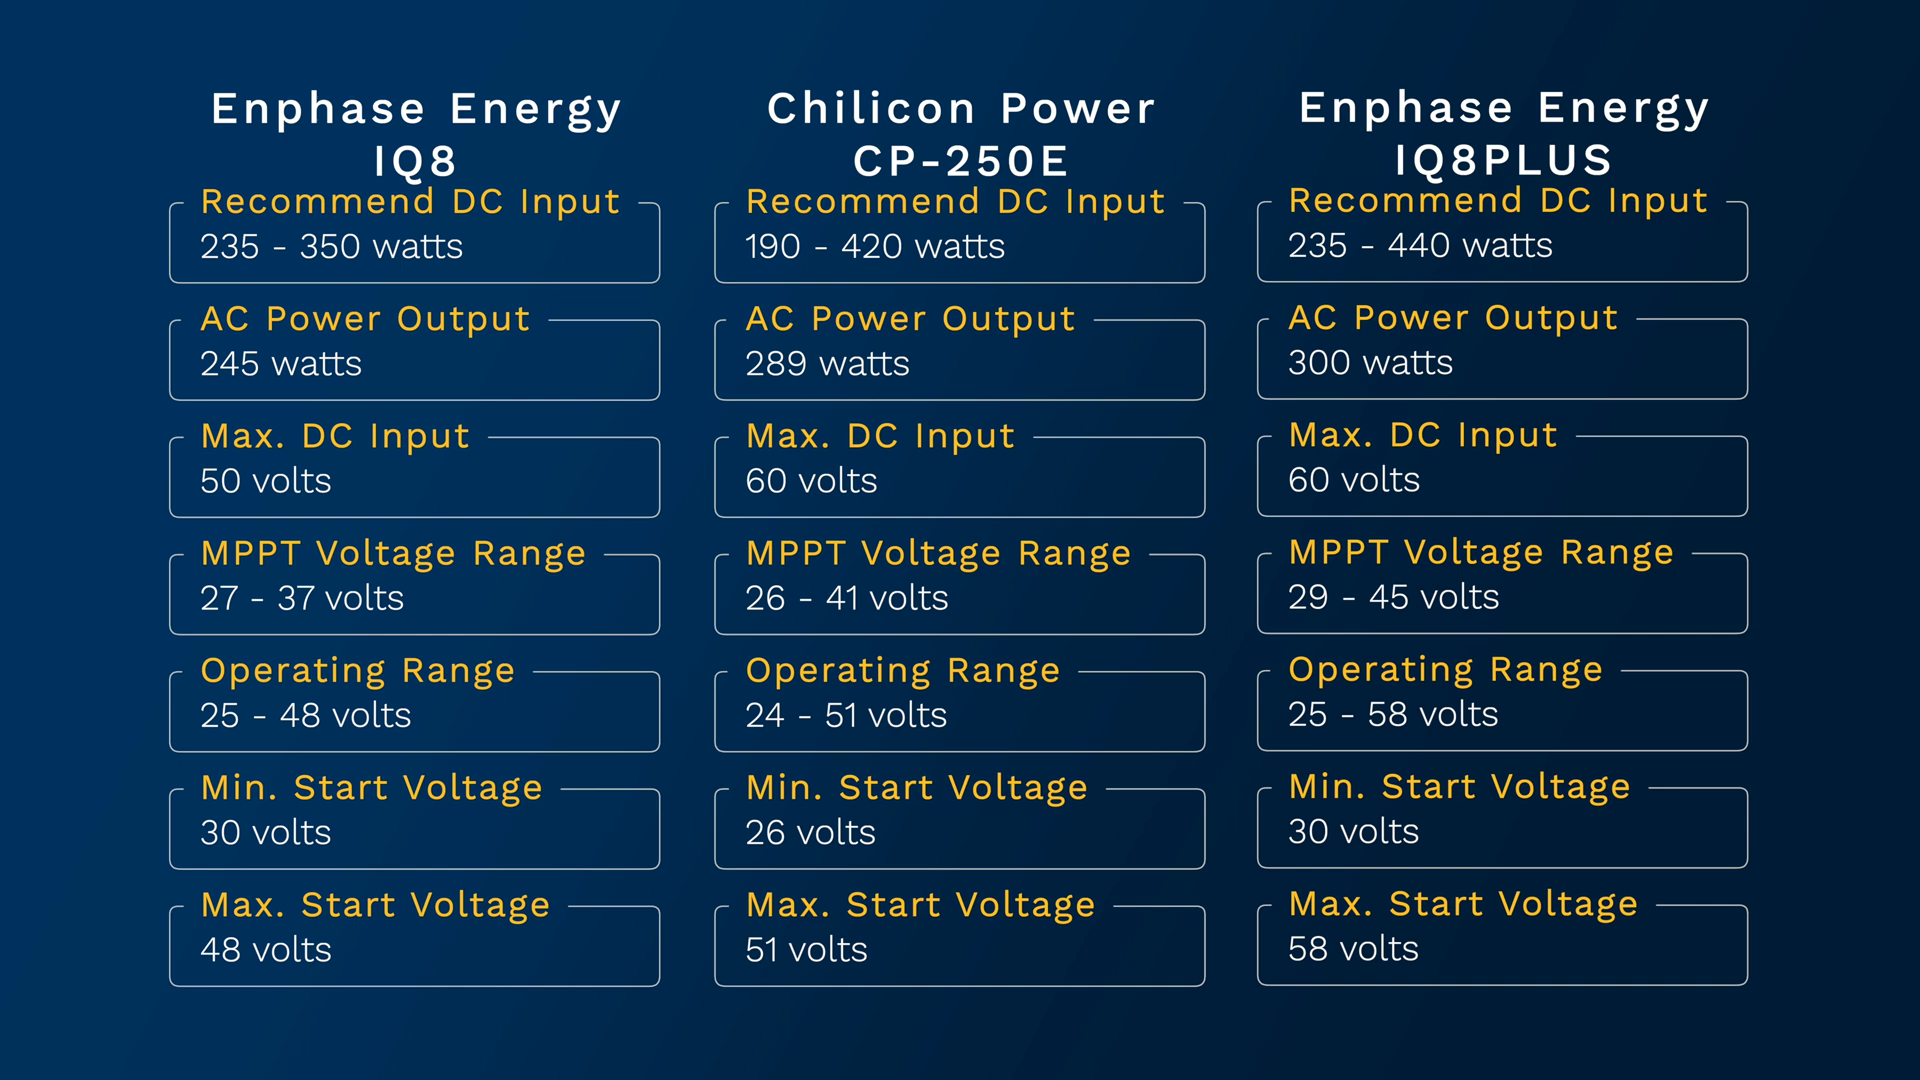 Enphase Energy
IQ8
Recommend DC Input
235 - 350 watts
AC Power Output
245 watts
Max. DC Input
50 volts
MPPT Voltage Range
27 - 37 volts
Operating Range
25 - 48 volts
Min. Start Voltage
30 volts
Max. Start Voltage
48 volts
Chilicon Power
CP-250E
Recommend DC Input
190 - 420 watts
AC Power Output
289 watts
Max. DC Input
60 volts
MPPT Voltage Range
26 - 41 volts
Operating Range
24 - 51 volts
Min. Start Voltage
26 volts
Max. Start Voltage
51 volts
Enphase Energy
IQ8PLUS
Recommend DC Input
235 - 440 watts
AC Power Output
300 watts
Max. DC Input
60 volts
MPPT Voltage Range
29 - 45 volts
Operating Range
25 - 58 volts
Min. Start Voltage
30 volts
Max. Start Voltage
58 volts